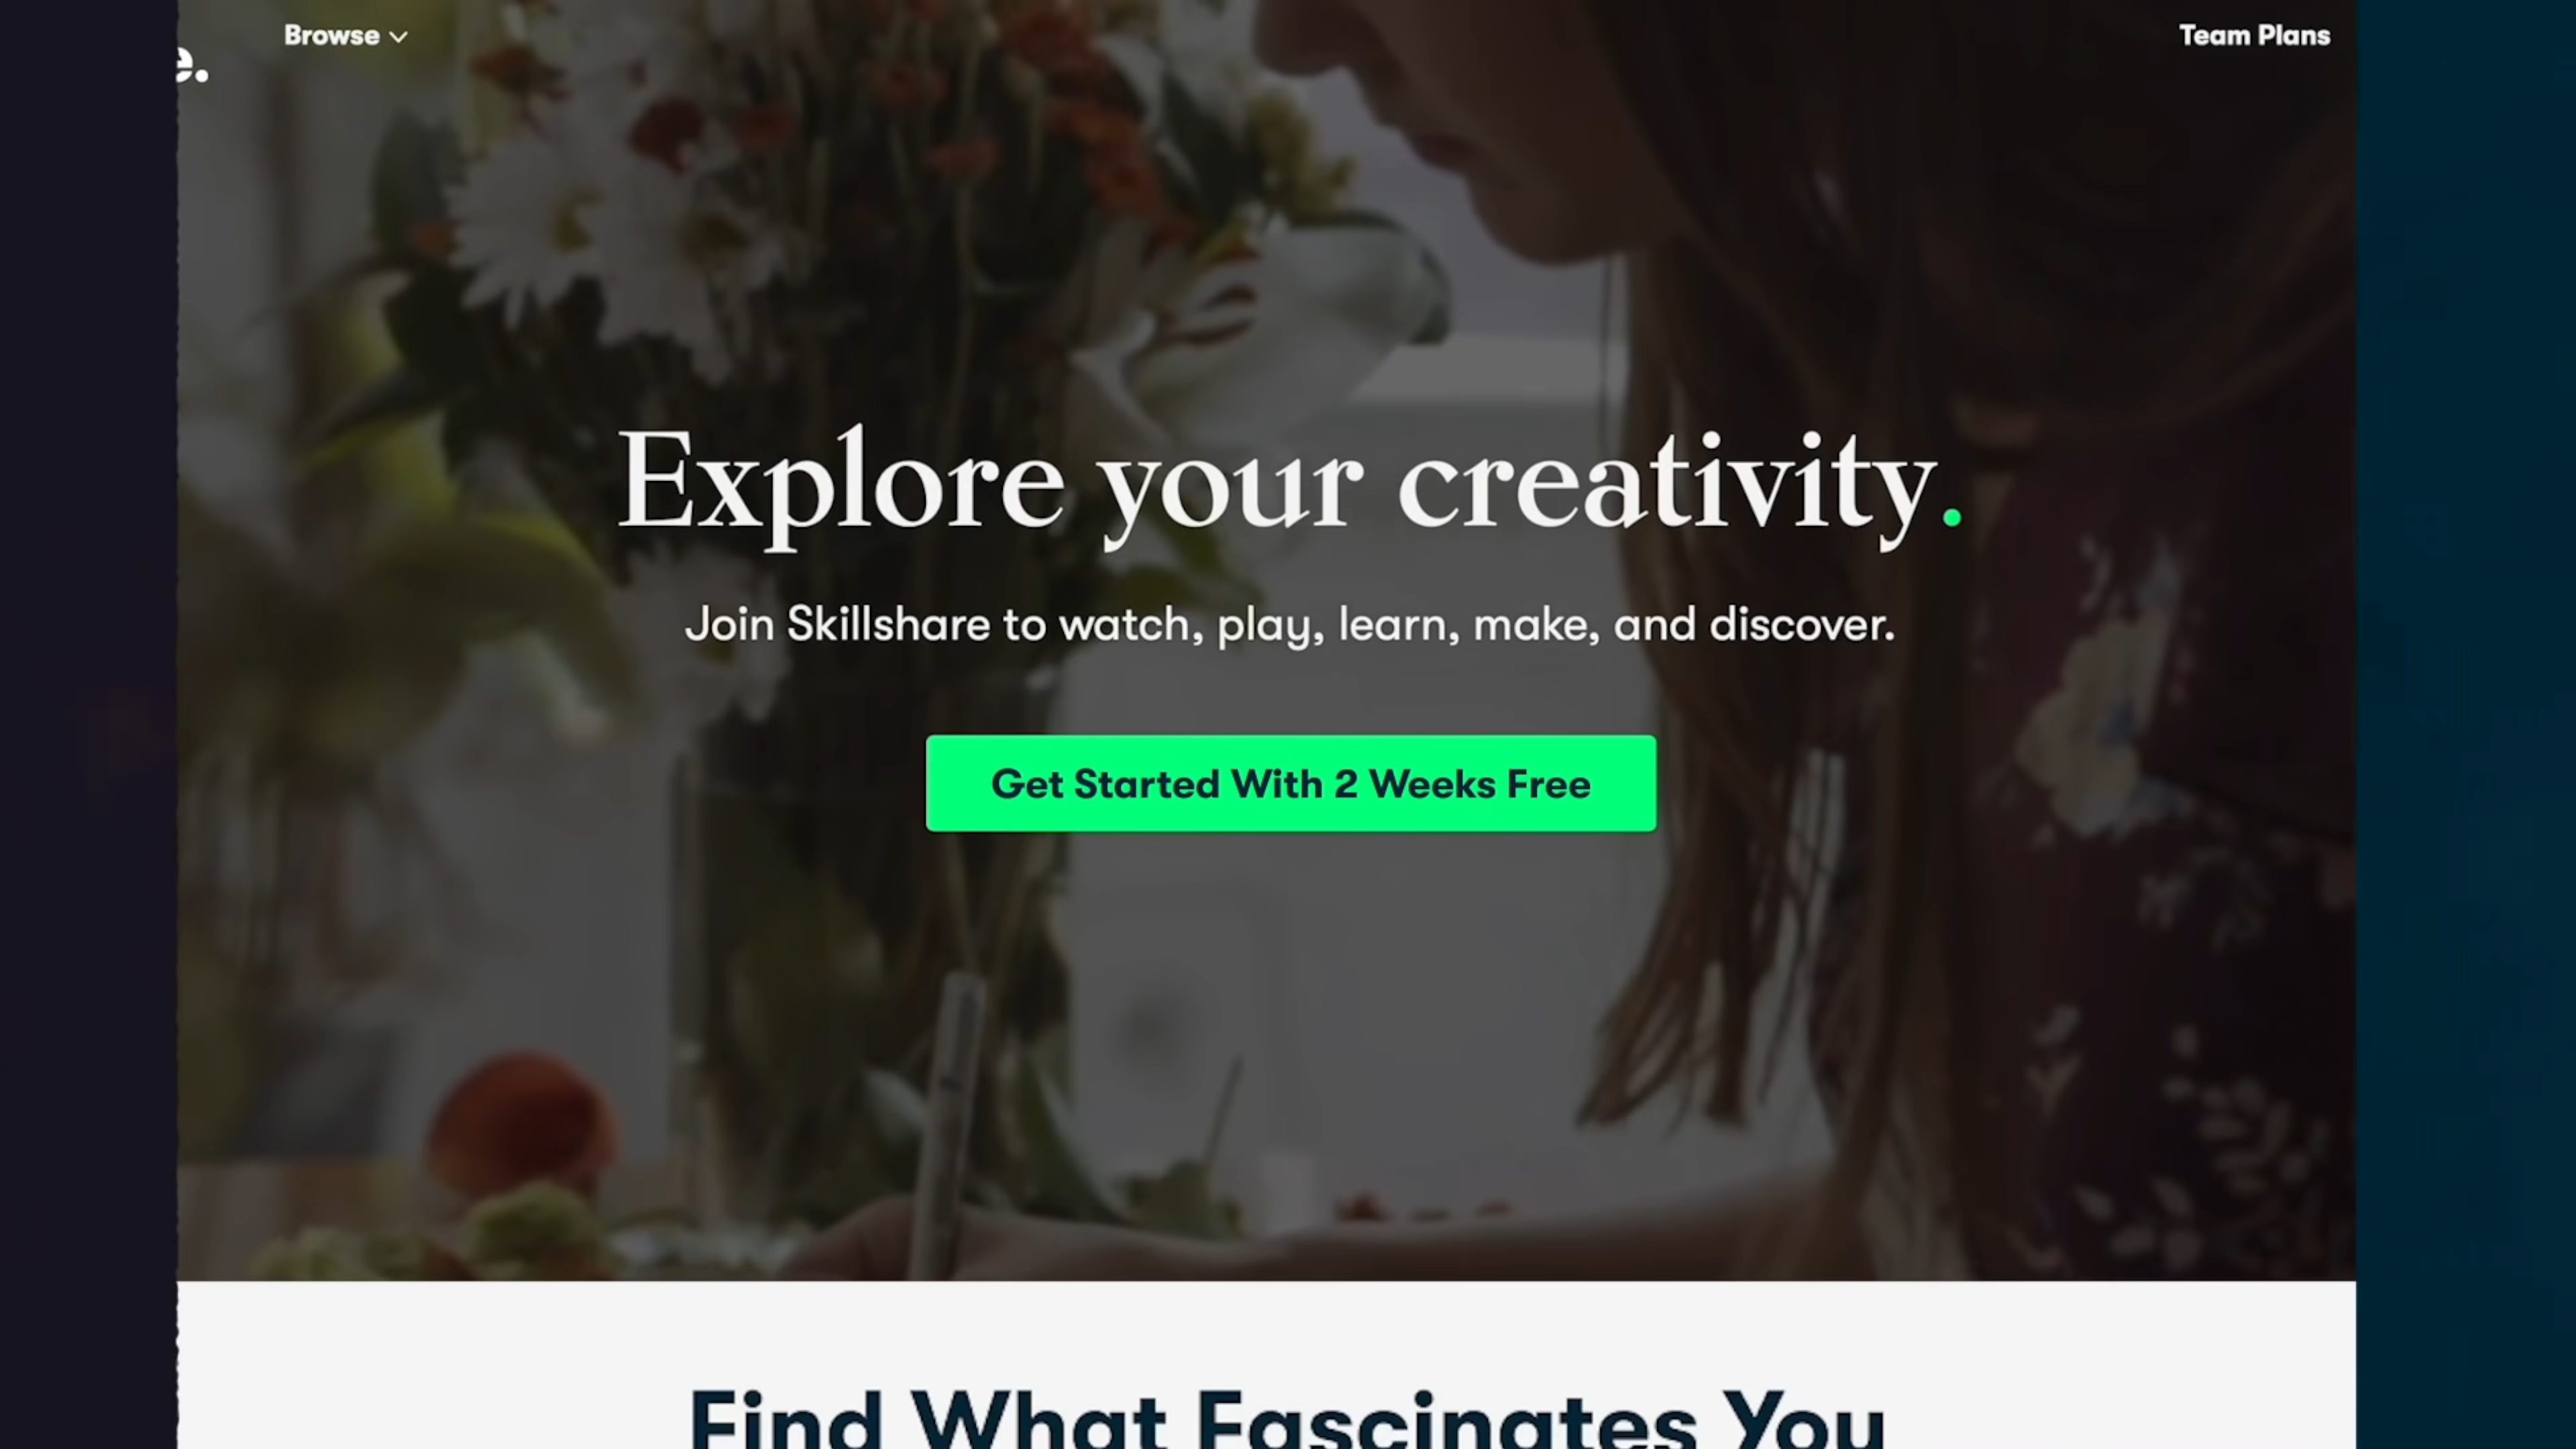 e.
Browse
Team Plans
Explore your creativity.
Join Skillshare to watch, play, learn, make, and discover.
Get Started With 2 Weeks Free
Find What Fascinates You